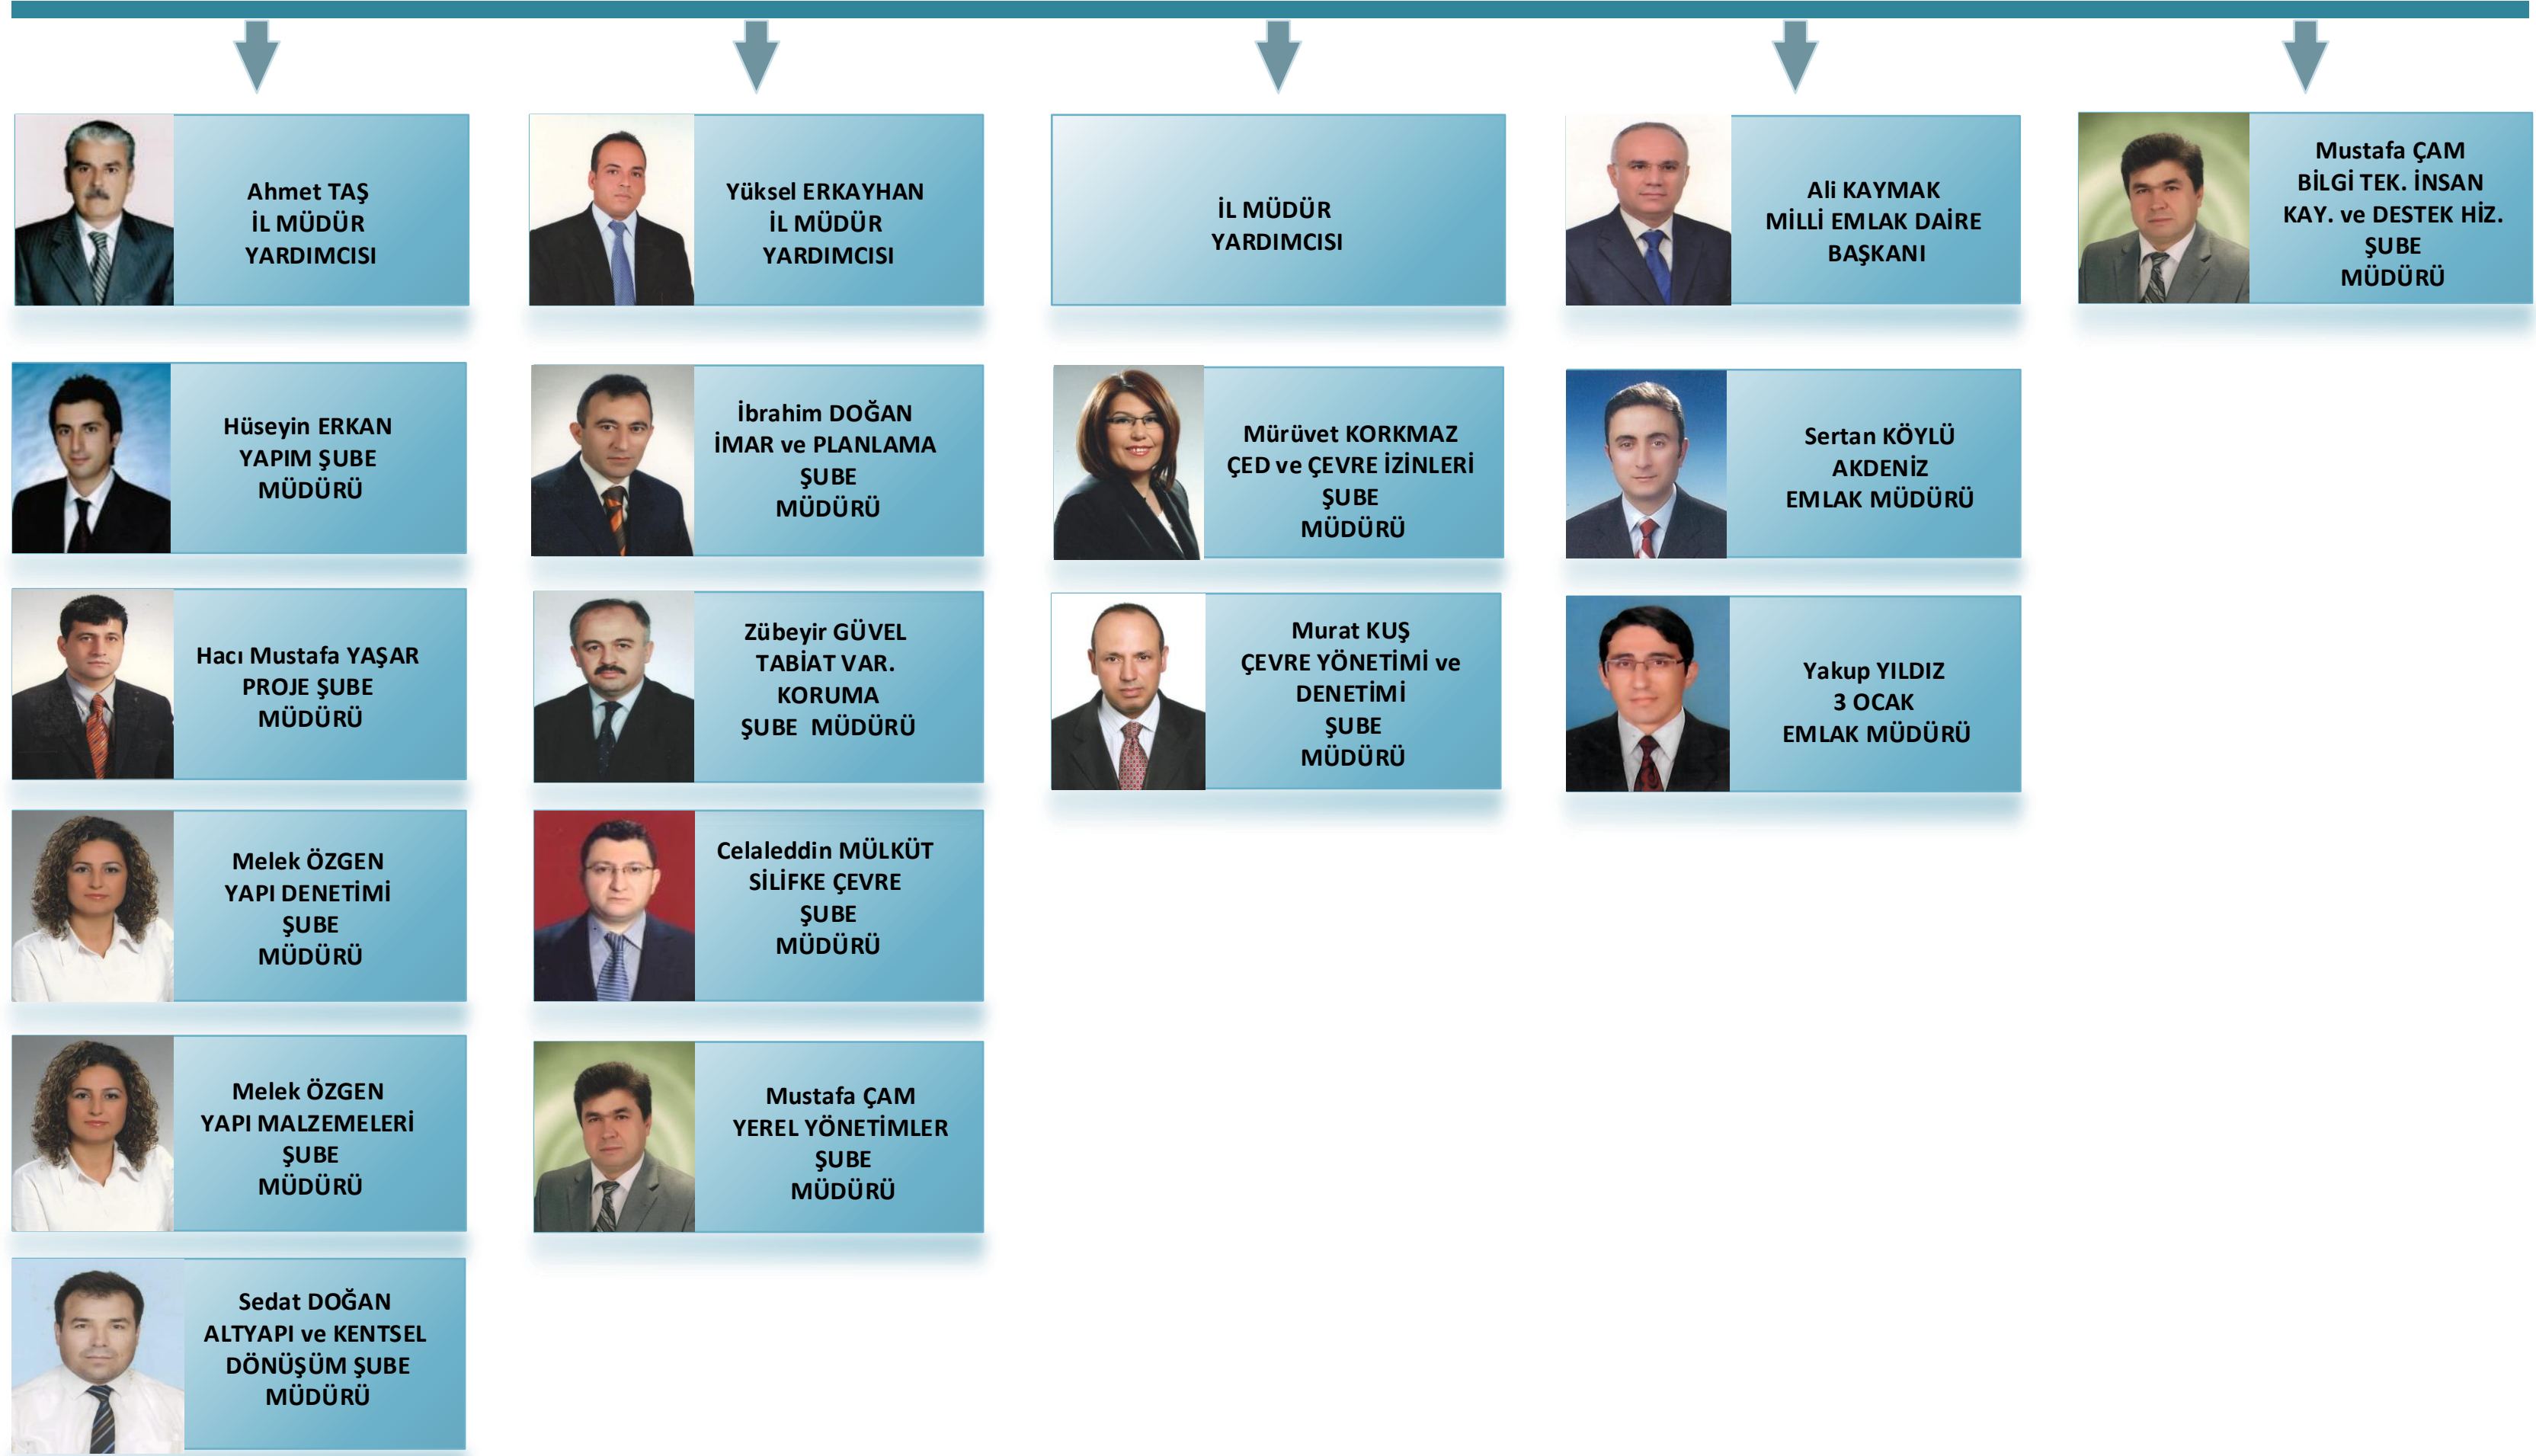 Ahmet TAŞ
İL MÜDÜR
YARDIMCISI
Hüseyin ERKAN
YAPIM ŞUBE
MÜDÜRÜ
Hacı Mustafa YAŞAR
PROJE ŞUBE
MÜDÜRÜ
Melek ÖZGEN
YAPI DENETİMİ
ŞUBE
MÜDÜRÜ
Melek ÖZGEN
YAPI MALZEMELERİ
ŞUBE
MÜDÜRÜ
Sedat DOĞAN
ALTYAPI ve KENTSEL
DÖNÜŞÜM ŞUBE
MÜDÜRÜ
Yüksel ERKAYHAN
İL MÜDÜR
YARDIMCISI
İbrahim DOĞAN
İMAR ve PLANLAMA
ŞUBE
MÜDÜRÜ
Zübeyir GÜVEL
TABİAT VAR.
KORUMA
ŞUBE MÜDÜRÜ
Celaleddin MÜLKÜT
SİLİFKE ÇEVRE
ŞUBE
MÜDÜRÜ
Mustafa ÇAM
YEREL YÖNETİMLER
ŞUBE
MÜDÜRÜ
İL MÜDÜR
YARDIMCISI
Mürüvet KORKMAZ
ÇED ve ÇEVRE İZİNLERİ
ŞUBE
MÜDÜRÜ
Murat KUŞ
ÇEVRE YÖNETİMİ ve
DENETİMİ
ŞUBE
MÜDÜRÜ
Ali KAYMAK
MİLLİ EMLAK DAİRE
BAŞKANI
Sertan KÖYLÜ
AKDENİZ
EMLAK MÜDÜRÜ
Yakup YILDIZ
3 OCAK
EMLAK MÜDÜRÜ
Mustafa ÇAM
BİLGİ TEK. İNSAN
KAY. ve DESTEK HİZ.
ŞUBE
MÜDÜRÜ